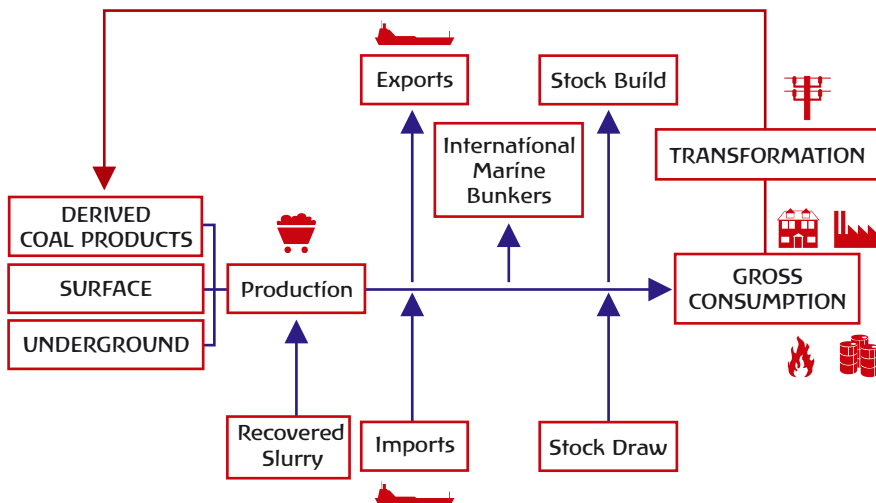 Exports
Stock Build
International
Marine
Bunkers
TRANSFORMATION
DERIVED
COAL PRODUCTS
SURFACE
Production
GROSS
CONSUMPTION
UNDERGROUND
Recovered
Slurry
Imports
Stock Draw